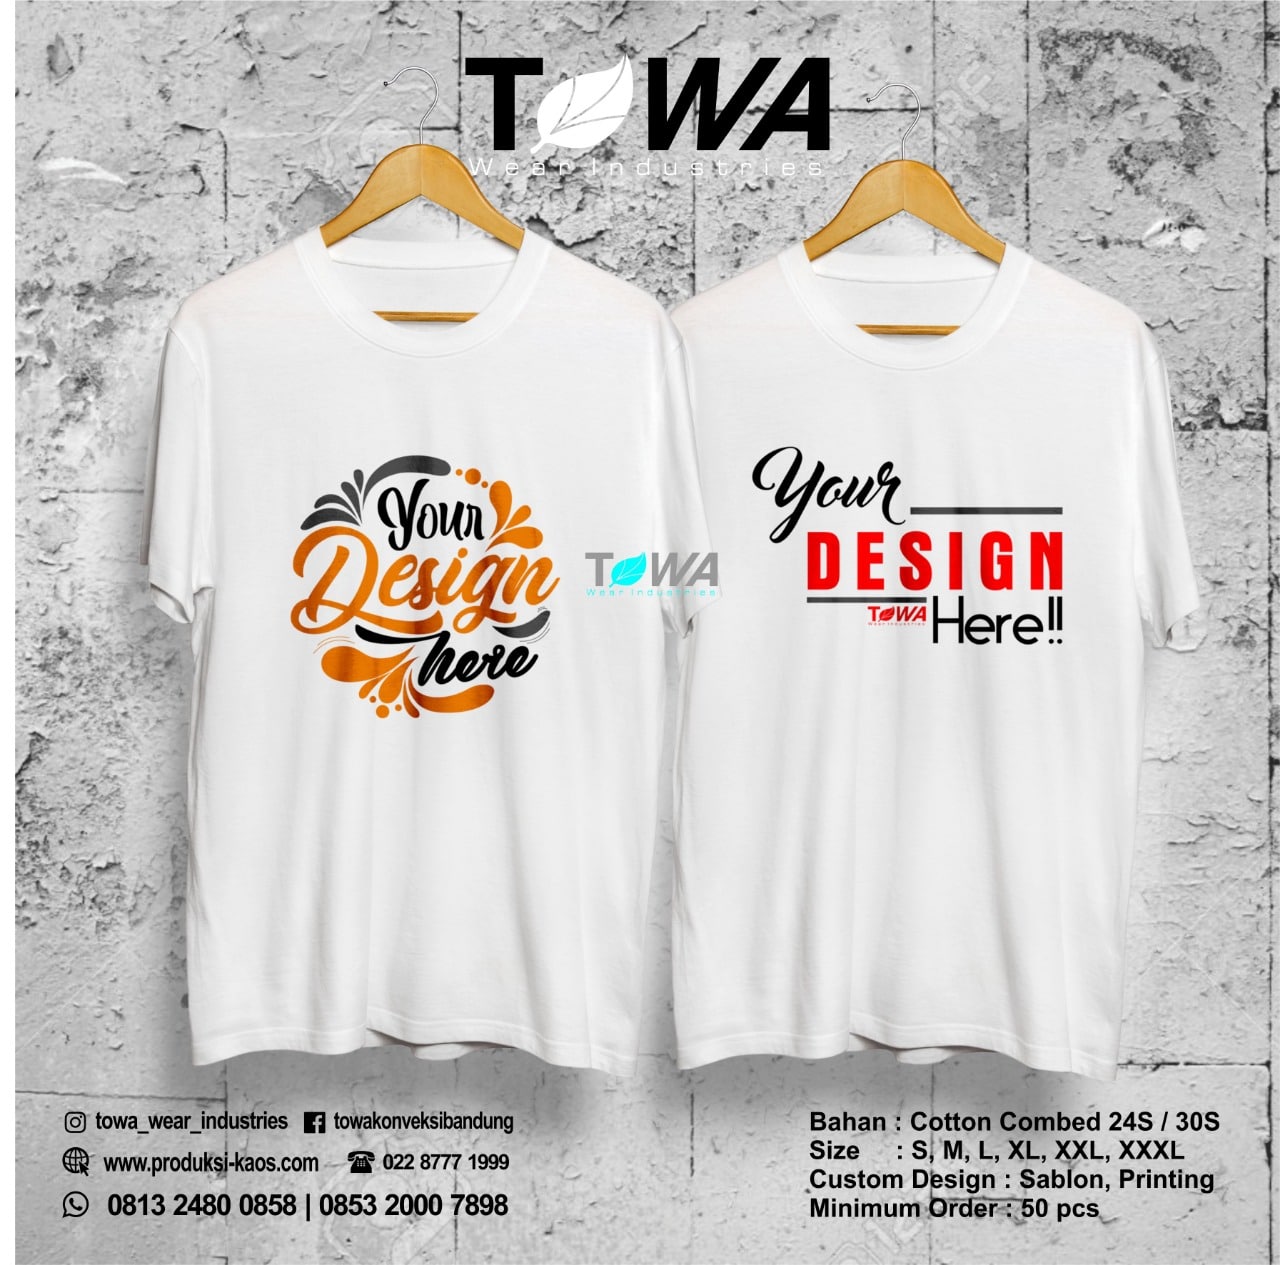 TOWA
Wear Industries
Your
Design
here
TOWA
Wear Industries
Your
DESIGN
TOWA
Wear Industries
Here!!
towa_wear_industries towakonveksibandung
www.produksi-kaos.com 022 8777 1999
0813 2480 0858 | 0853 2000 7898
Bahan : Cotton Combed 24S / 30S
Size : S, M, L, XL, XXL, XXXL
Custom Design : Sablon, Printing
Minimum Order : 50 pcs